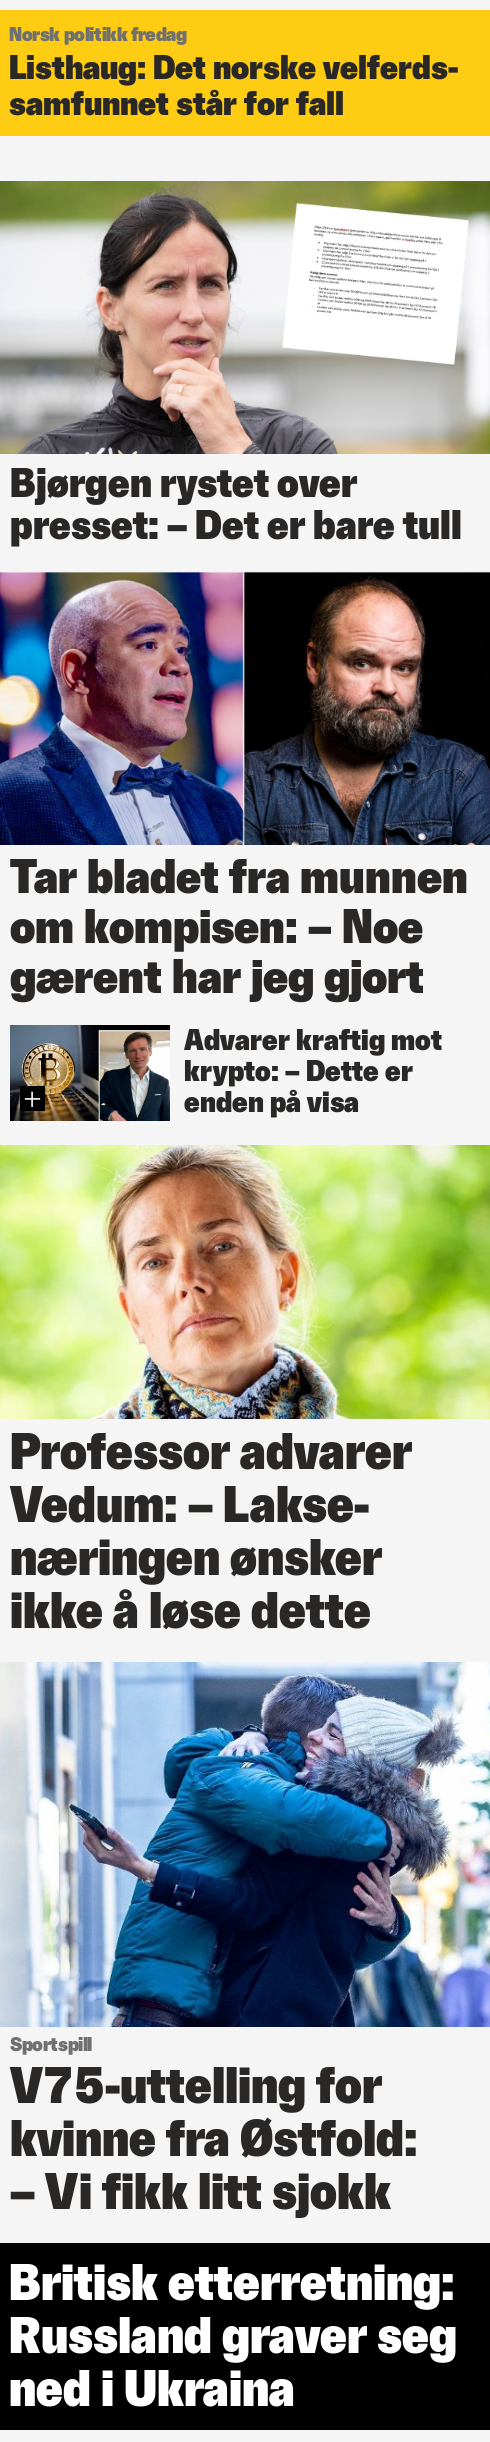 Norsk politikk fredag
Listhaug: Det norske velferds-
samfunnet står for fall
Bjørgen rystet over
presset: – Det er bare tull
Tar bladet fra munnen
om kompisen: – Noe
gærent har jeg gjort
Advarer kraftig mot
krypto: – Dette er
enden på visa
Professor advarer
Vedum: – Lakse-
næringen ønsker
ikke å løse dette
Sportspill
V75-uttelling for
kvinne fra Østfold:
– Vi fikk litt sjokk
Britisk etterretning:
Russland graver seg
ned i Ukraina